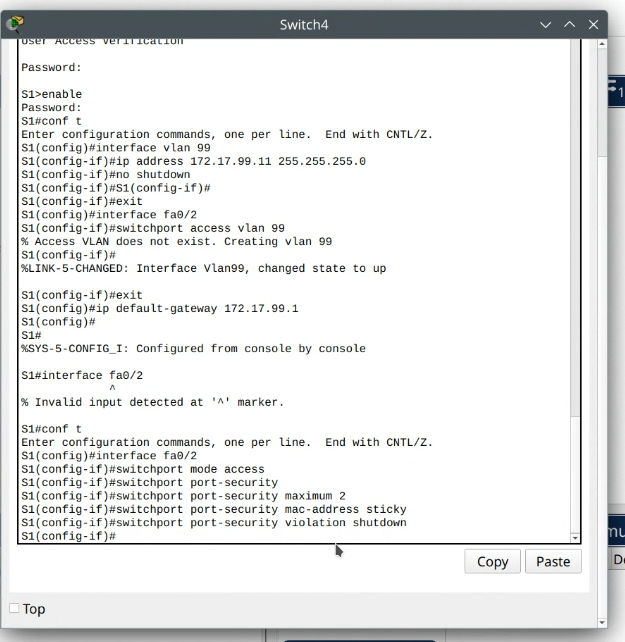 Switch4
User Access Verification
Password:
S1>enable
Password:
S1#conf t
Enter configuration commands, one per line.  End with CNTL/Z.
S1(config)#interface vlan 99
S1(config-if)#ip address 172.17.99.11 255.255.255.0
S1(config-if)#no shutdown
S1(config-if)#S1(config-if)#
S1(config-if)#exit
S1(config)#interface fa0/2
S1(config-if)#switchport access vlan 99
% Access VLAN does not exist. Creating vlan 99
S1(config-if)#
%LINK-5-CHANGED: Interface Vlan99, changed state to up
S1(config-if)#exit
S1(config)#ip default-gateway 172.17.99.1
S1(config)#
S1#
%SYS-5-CONFIG_I: Configured from console by console
S1#interface fa0/2
^
% Invalid input detected at '^' marker.
S1#conf t
Enter configuration commands, one per line.  End with CNTL/Z.
S1(config)#interface fa0/2
S1(config-if)#switchport mode access
S1(config-if)#switchport port-security
S1(config-if)#switchport port-security maximum 2
S1(config-if)#switchport port-security mac-address sticky
S1(config-if)#switchport port-security violation shutdown
S1(config-if)#
Copy
Paste
Top